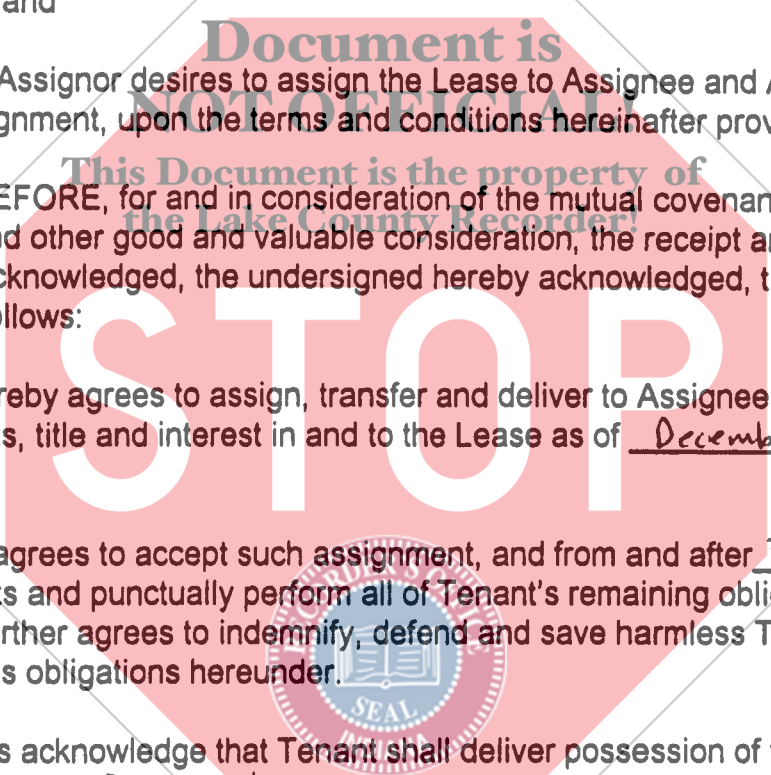 and
Document is
Assignor desires to assign the Lease to Assignee and
NOT OFFICIAL!
gnment, upon the terms and conditions hereinafter prov
This Document is the property of
EFORE, for and in consideration of the mutual covenan
the Lake County Recorder!
d other good and valuable consideration, the receipt a
cknowledged, the undersigned hereby acknowledged, t
llows:
STOP
reby agrees to assign, transfer and deliver to Assignee
s, title and interest in and to the Lease as of Decemb
agrees to accept such assignment, and from and after
ts and punctually perform all of Tenant's remaining obli
rther agrees to indemnify, defend and save harmless T
s obligations hereunder.
RECORDER'S OFFICE
SEAL
INDIANA
s acknowledge that Tenant shall deliver possession of